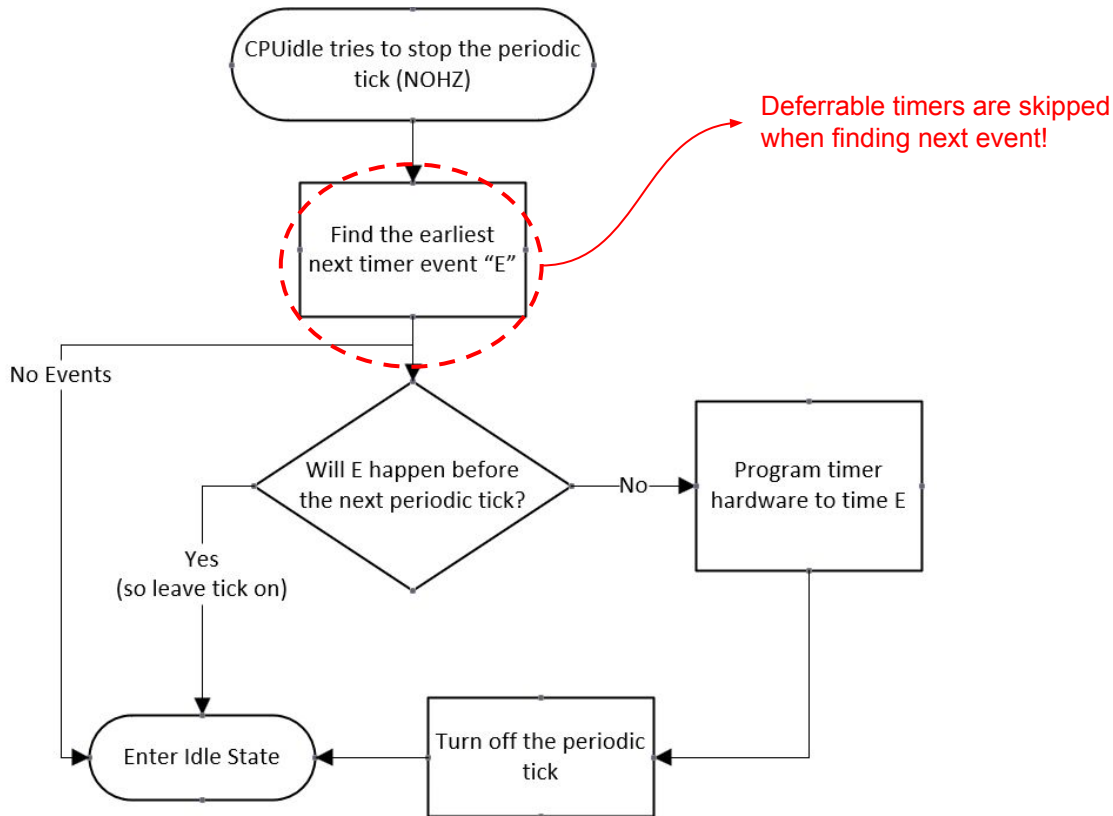 CPUidle tries to stop the periodic
tick (NOHZ)
Deferrable timers are skipped
when finding next event!
Find the earliest
next timer event “E”
No Events
Will E happen before
the next periodic tick?
No
Program timer
hardware to time E
Yes
(so leave tick on)
Enter Idle State
Turn off the periodic
tick